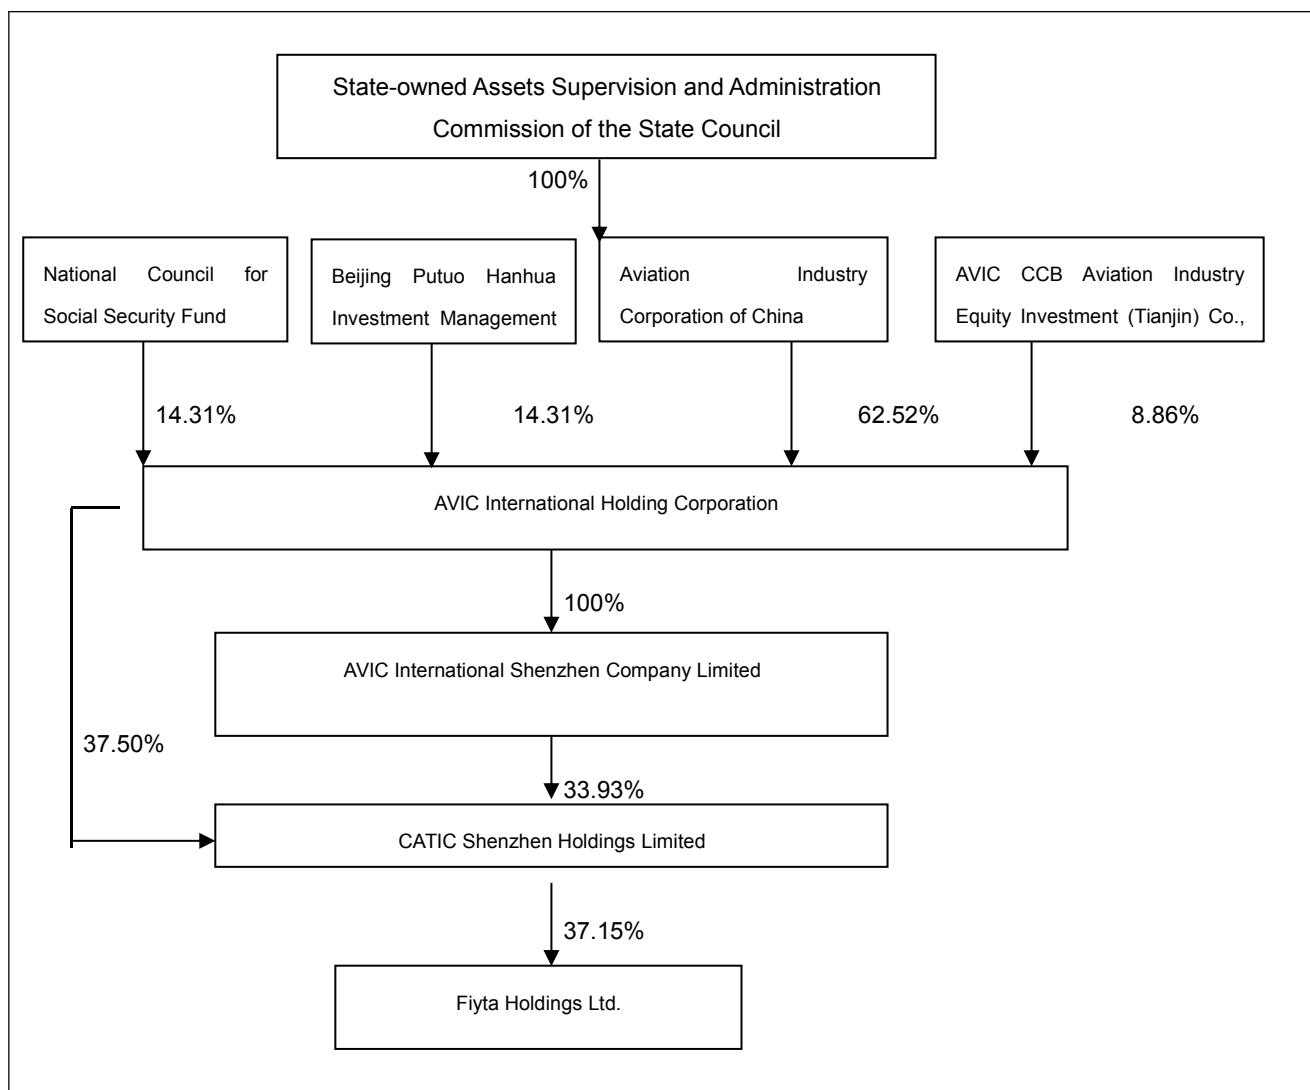 State-owned Assets Supervision and Administration
Commission of the State Council
100%
National Council for
Social Security Fund
Beijing Putuo Hanhua
Investment Management
Aviation Industry
Corporation of China
AVIC CCB Aviation Industry
Equity Investment (Tianjin) Co.,
14.31%
14.31%
62.52%
8.86%
AVIC International Holding Corporation
100%
AVIC International Shenzhen Company Limited
37.50%
33.93%
CATIC Shenzhen Holdings Limited
37.15%
Fiyta Holdings Ltd.